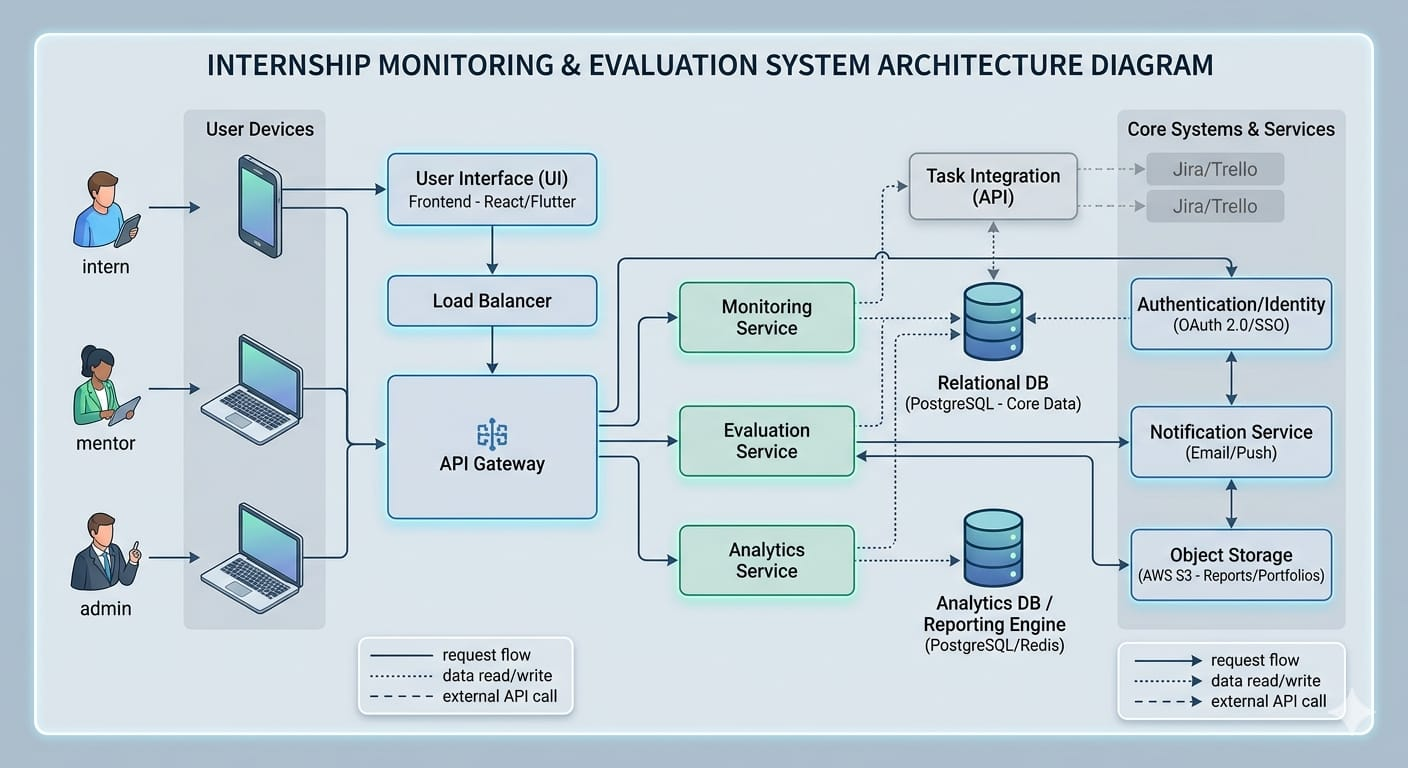 INTERNSHIP MONITORING & EVALUATION SYSTEM ARCHITECTURE DIAGRAM
User Devices
intern
mentor
admin
User Interface (UI)
Frontend - React/Flutter
Load Balancer
API Gateway
Monitoring
Service
Evaluation
Service
Analytics
Service
Task Integration
(API)
Relational DB
(PostgreSQL - Core Data)
Analytics DB /
Reporting Engine
(PostgreSQL/Redis)
Core Systems & Services
Jira/Trello
Jira/Trello
Authentication/Identity
(OAuth 2.0/SSO)
Notification Service
(Email/Push)
Object Storage
(AWS S3 - Reports/Portfolios)
request flow
data read/write
external API call
request flow
data read/write
external API call